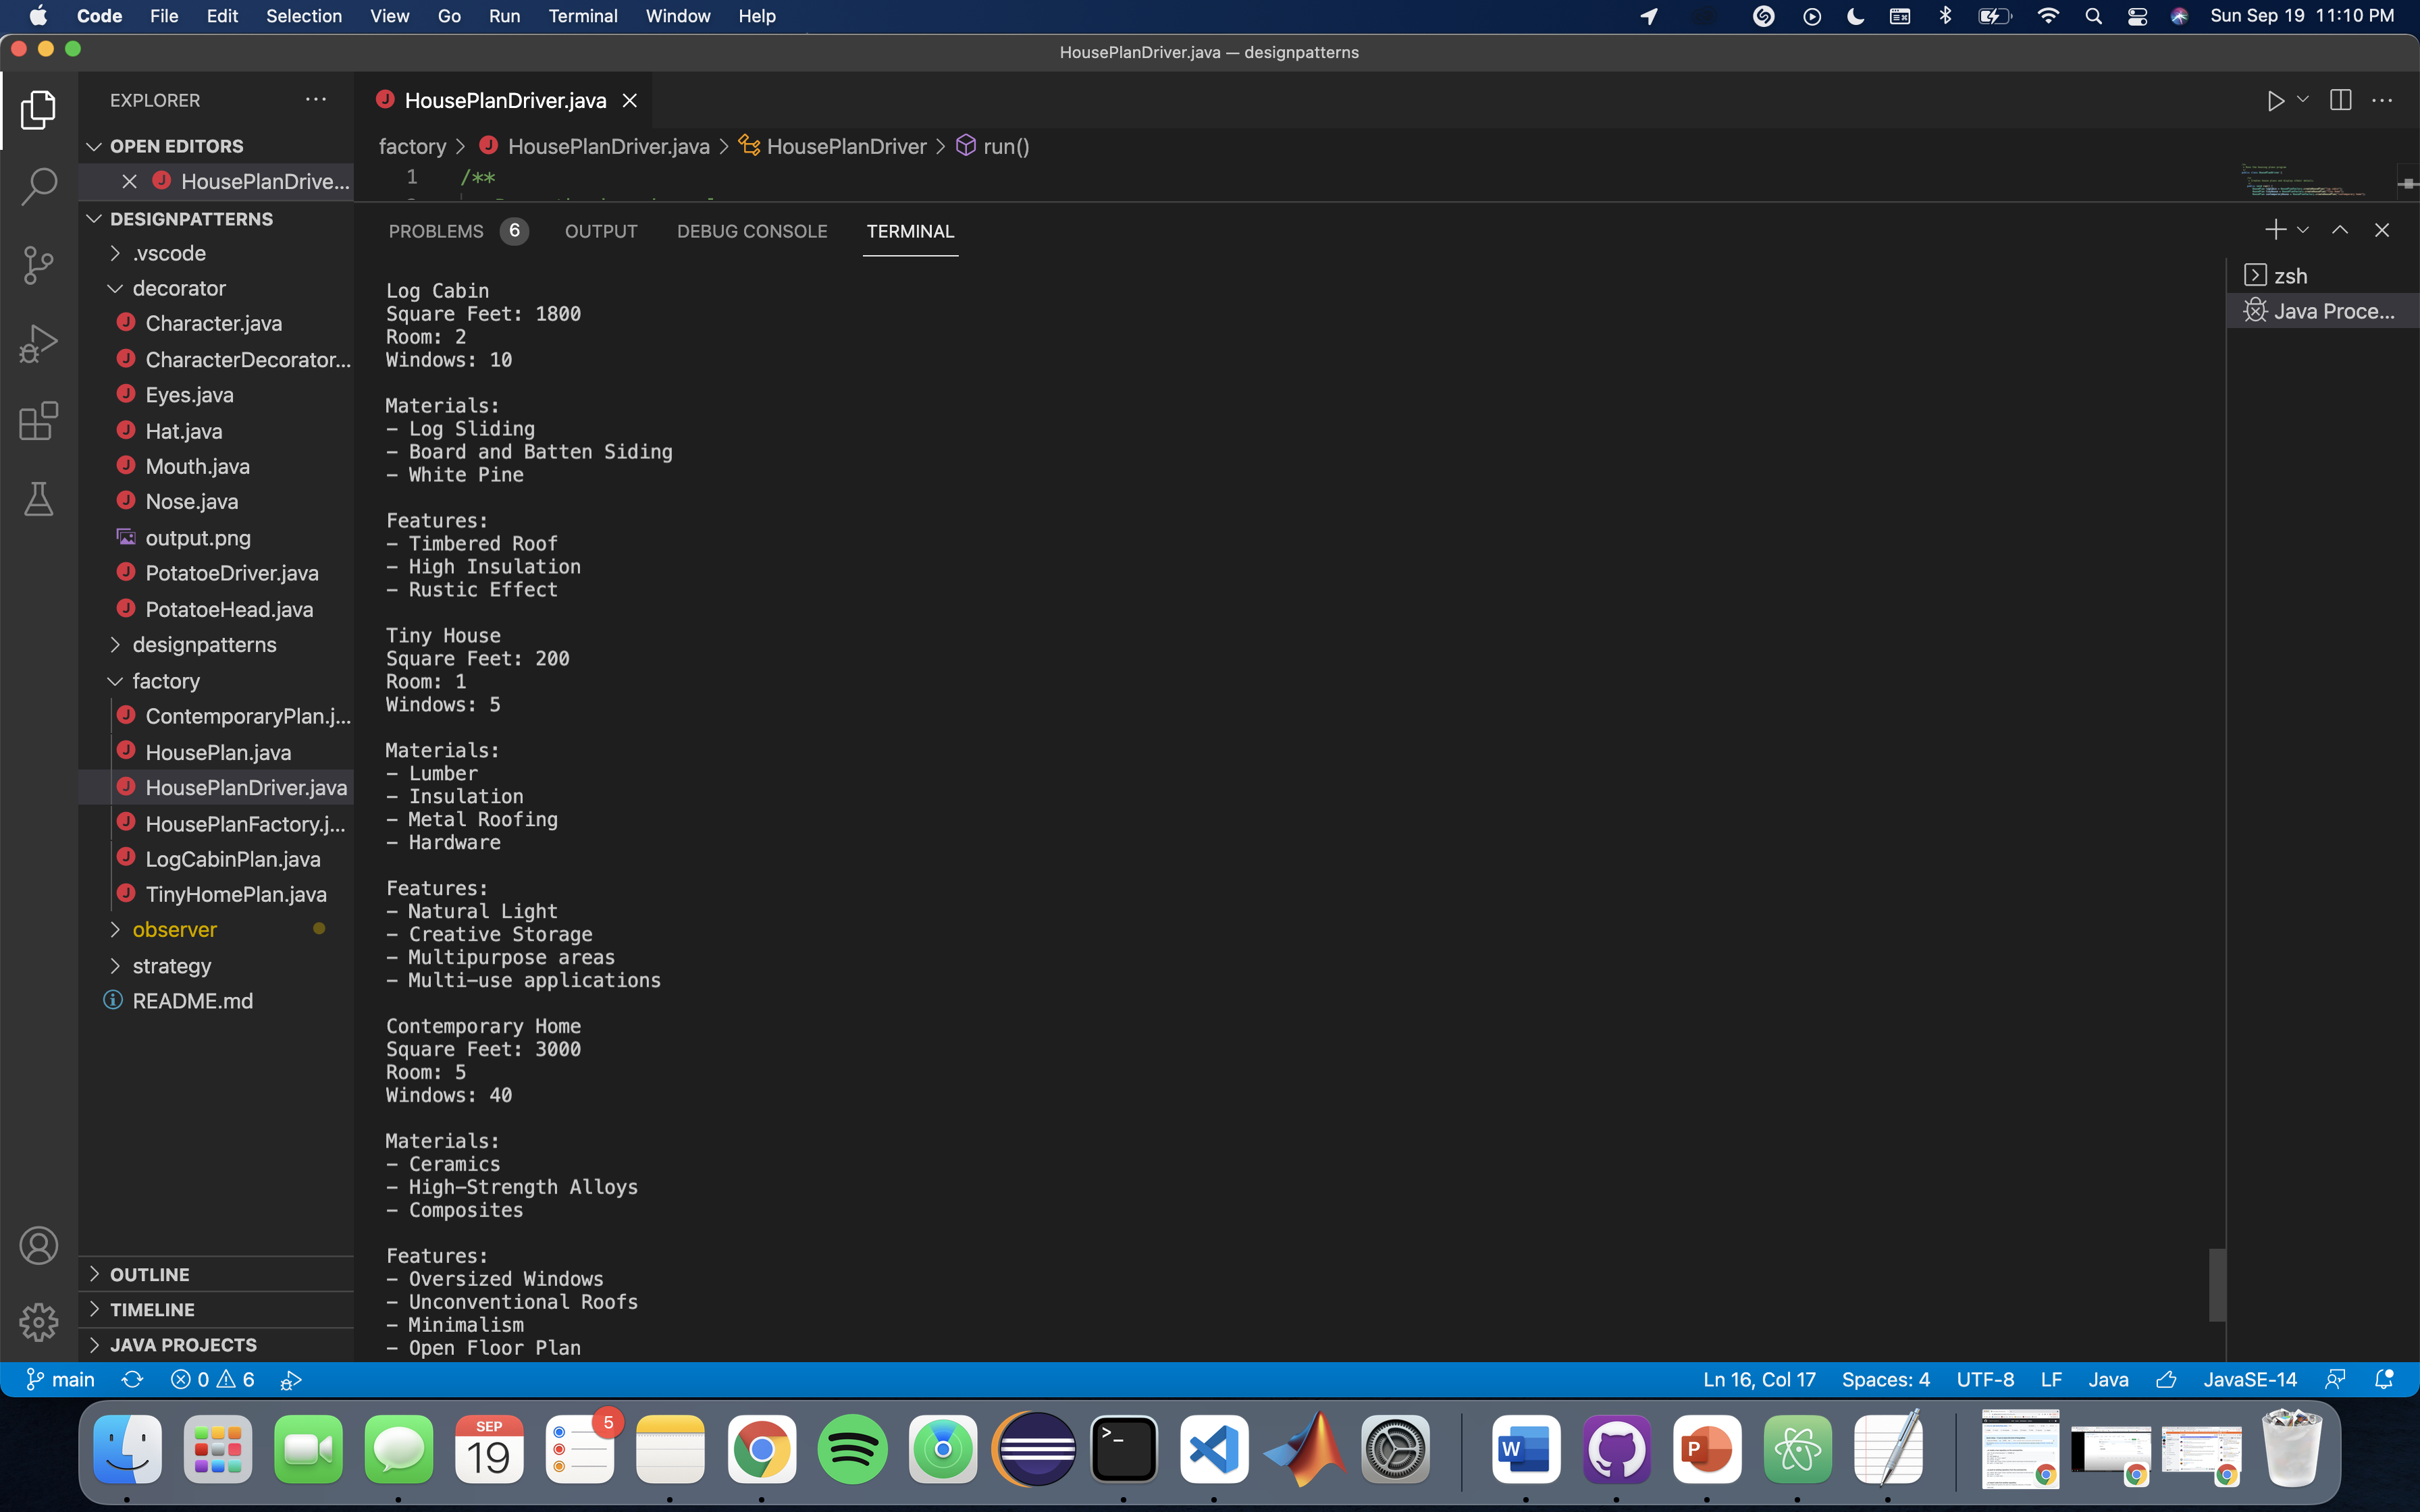 Code File Edit Selection View Go Run Terminal Window Help Sun Sep 19 11:10 PM
HousePlanDriver.java — designpatterns
EXPLORER
HousePlanDriver.java
OPEN EDITORS
factory > HousePlanDriver.java > HousePlanDriver > run()
HousePlanDrive...
1 /**
DESIGNPATTERNS
.vscode
decorator
Character.java
CharacterDecorator...
Eyes.java
Hat.java
Mouth.java
Nose.java
output.png
PotatoeDriver.java
PotatoeHead.java
designpatterns
factory
ContemporaryPlan.j...
HousePlan.java
HousePlanDriver.java
HousePlanFactory.j...
LogCabinPlan.java
TinyHomePlan.java
observer
strategy
README.md
OUTLINE
TIMELINE
JAVA PROJECTS
PROBLEMS 6 OUTPUT DEBUG CONSOLE TERMINAL
zsh
Java Proce...
Log Cabin
Square Feet: 1800
Room: 2
Windows: 10
Materials:
- Log Sliding
- Board and Batten Siding
- White Pine
Features:
- Timbered Roof
- High Insulation
- Rustic Effect
Tiny House
Square Feet: 200
Room: 1
Windows: 5
Materials:
- Lumber
- Insulation
- Metal Roofing
- Hardware
Features:
- Natural Light
- Creative Storage
- Multipurpose areas
- Multi-use applications
Contemporary Home
Square Feet: 3000
Room: 5
Windows: 40
Materials:
- Ceramics
- High-Strength Alloys
- Composites
Features:
- Oversized Windows
- Unconventional Roofs
- Minimalism
- Open Floor Plan
main 0 6 Ln 16, Col 17 Spaces: 4 UTF-8 LF Java JavaSE-14
SEP
19
5